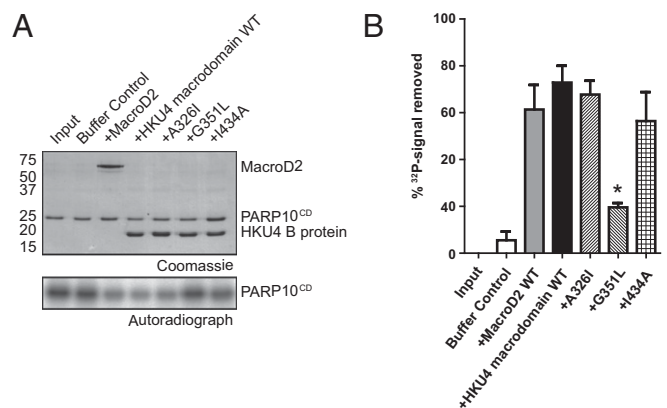 A
Input
Buffer Control
+MacroD2
+HKU4 macrodomain WT
+A326I
+G351L
+I434A
75
50
37
25
20
15
MacroD2
PARP10CD
HKU4 B protein
Coomassie
PARP10CD
Autoradiograph
B
% 32P-signal removed
100
80
60
20
40
0
*
Input
Buffer Control
+MacroD2 WT
+HKU4 macrodomain WT
+A326I
+G351L
+I434A